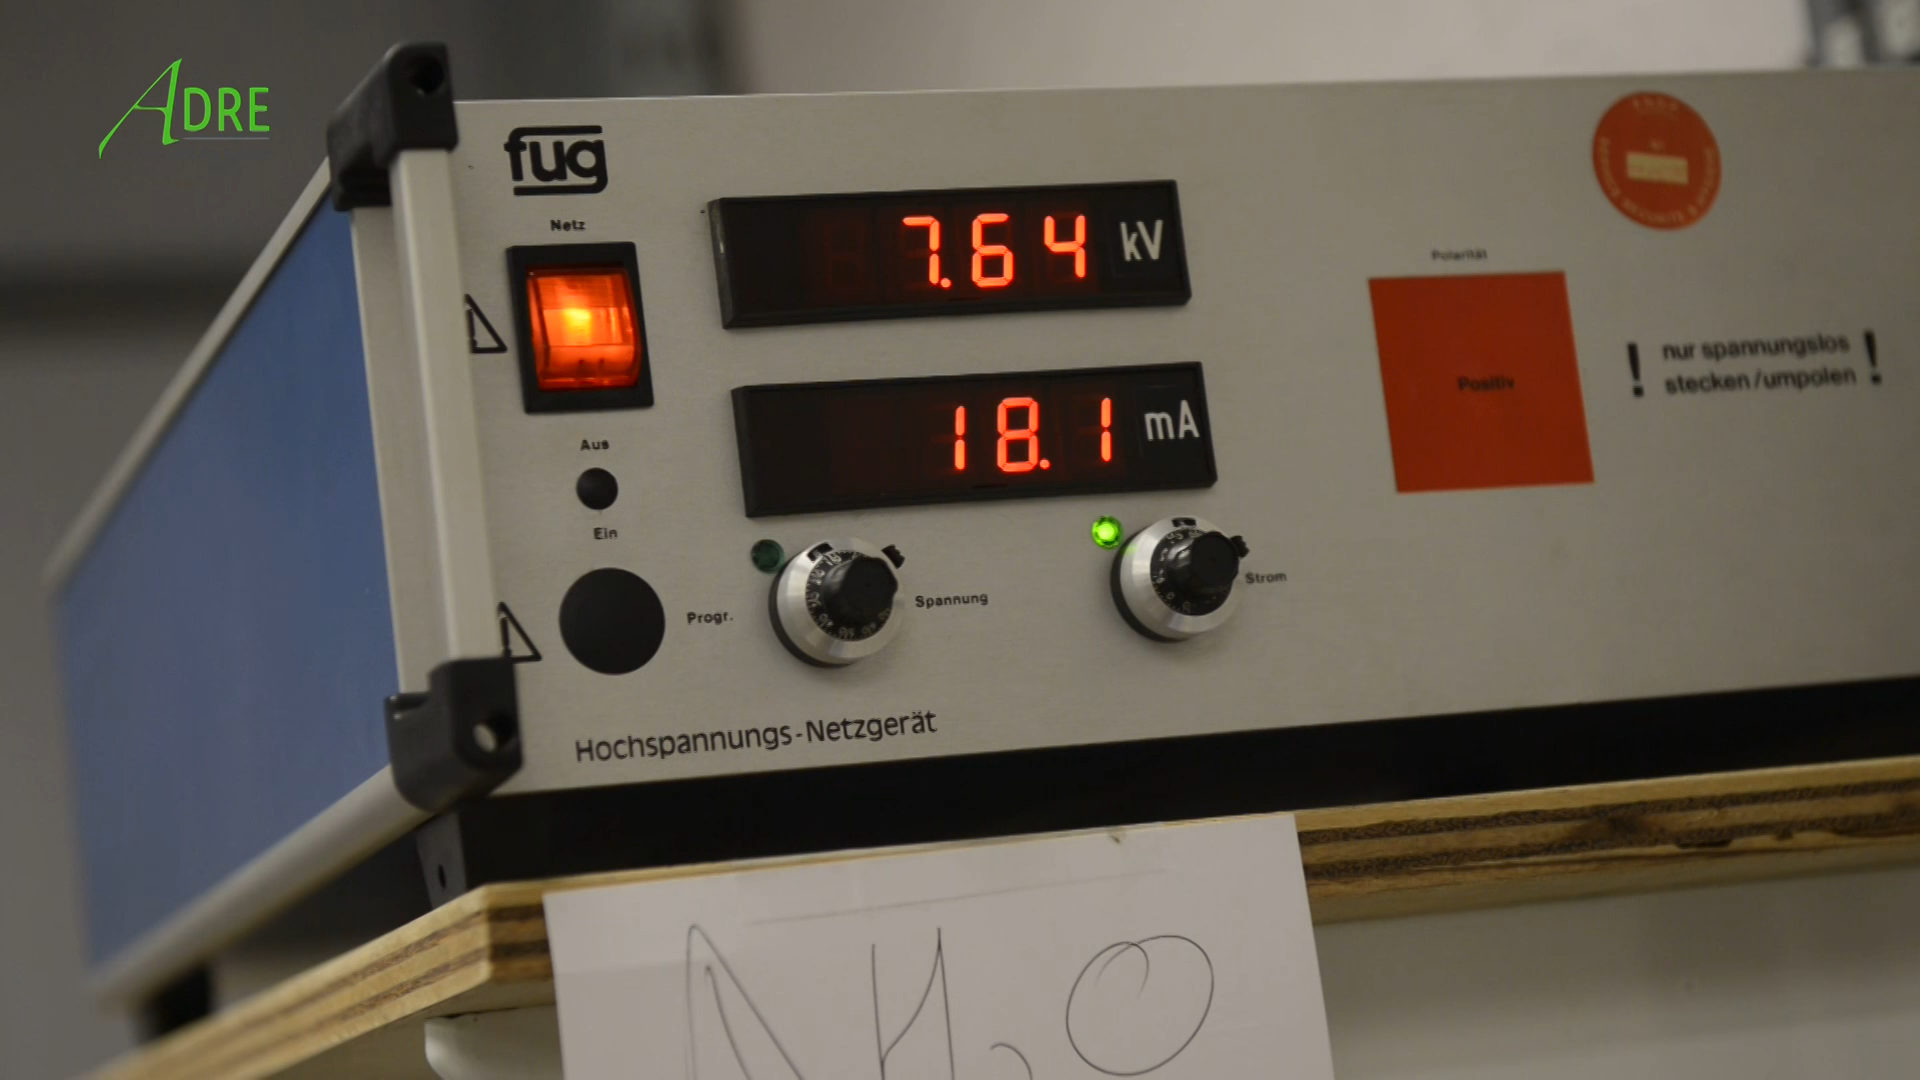 ADRE
fug
Netz
7.64 kV
18.1 mA
Aus
Ein
Progr.
Spannung
Strom
Hochspannungs-Netzgerät
Polarität
Positiv
! nur spannungslos !
stecken/umpolen